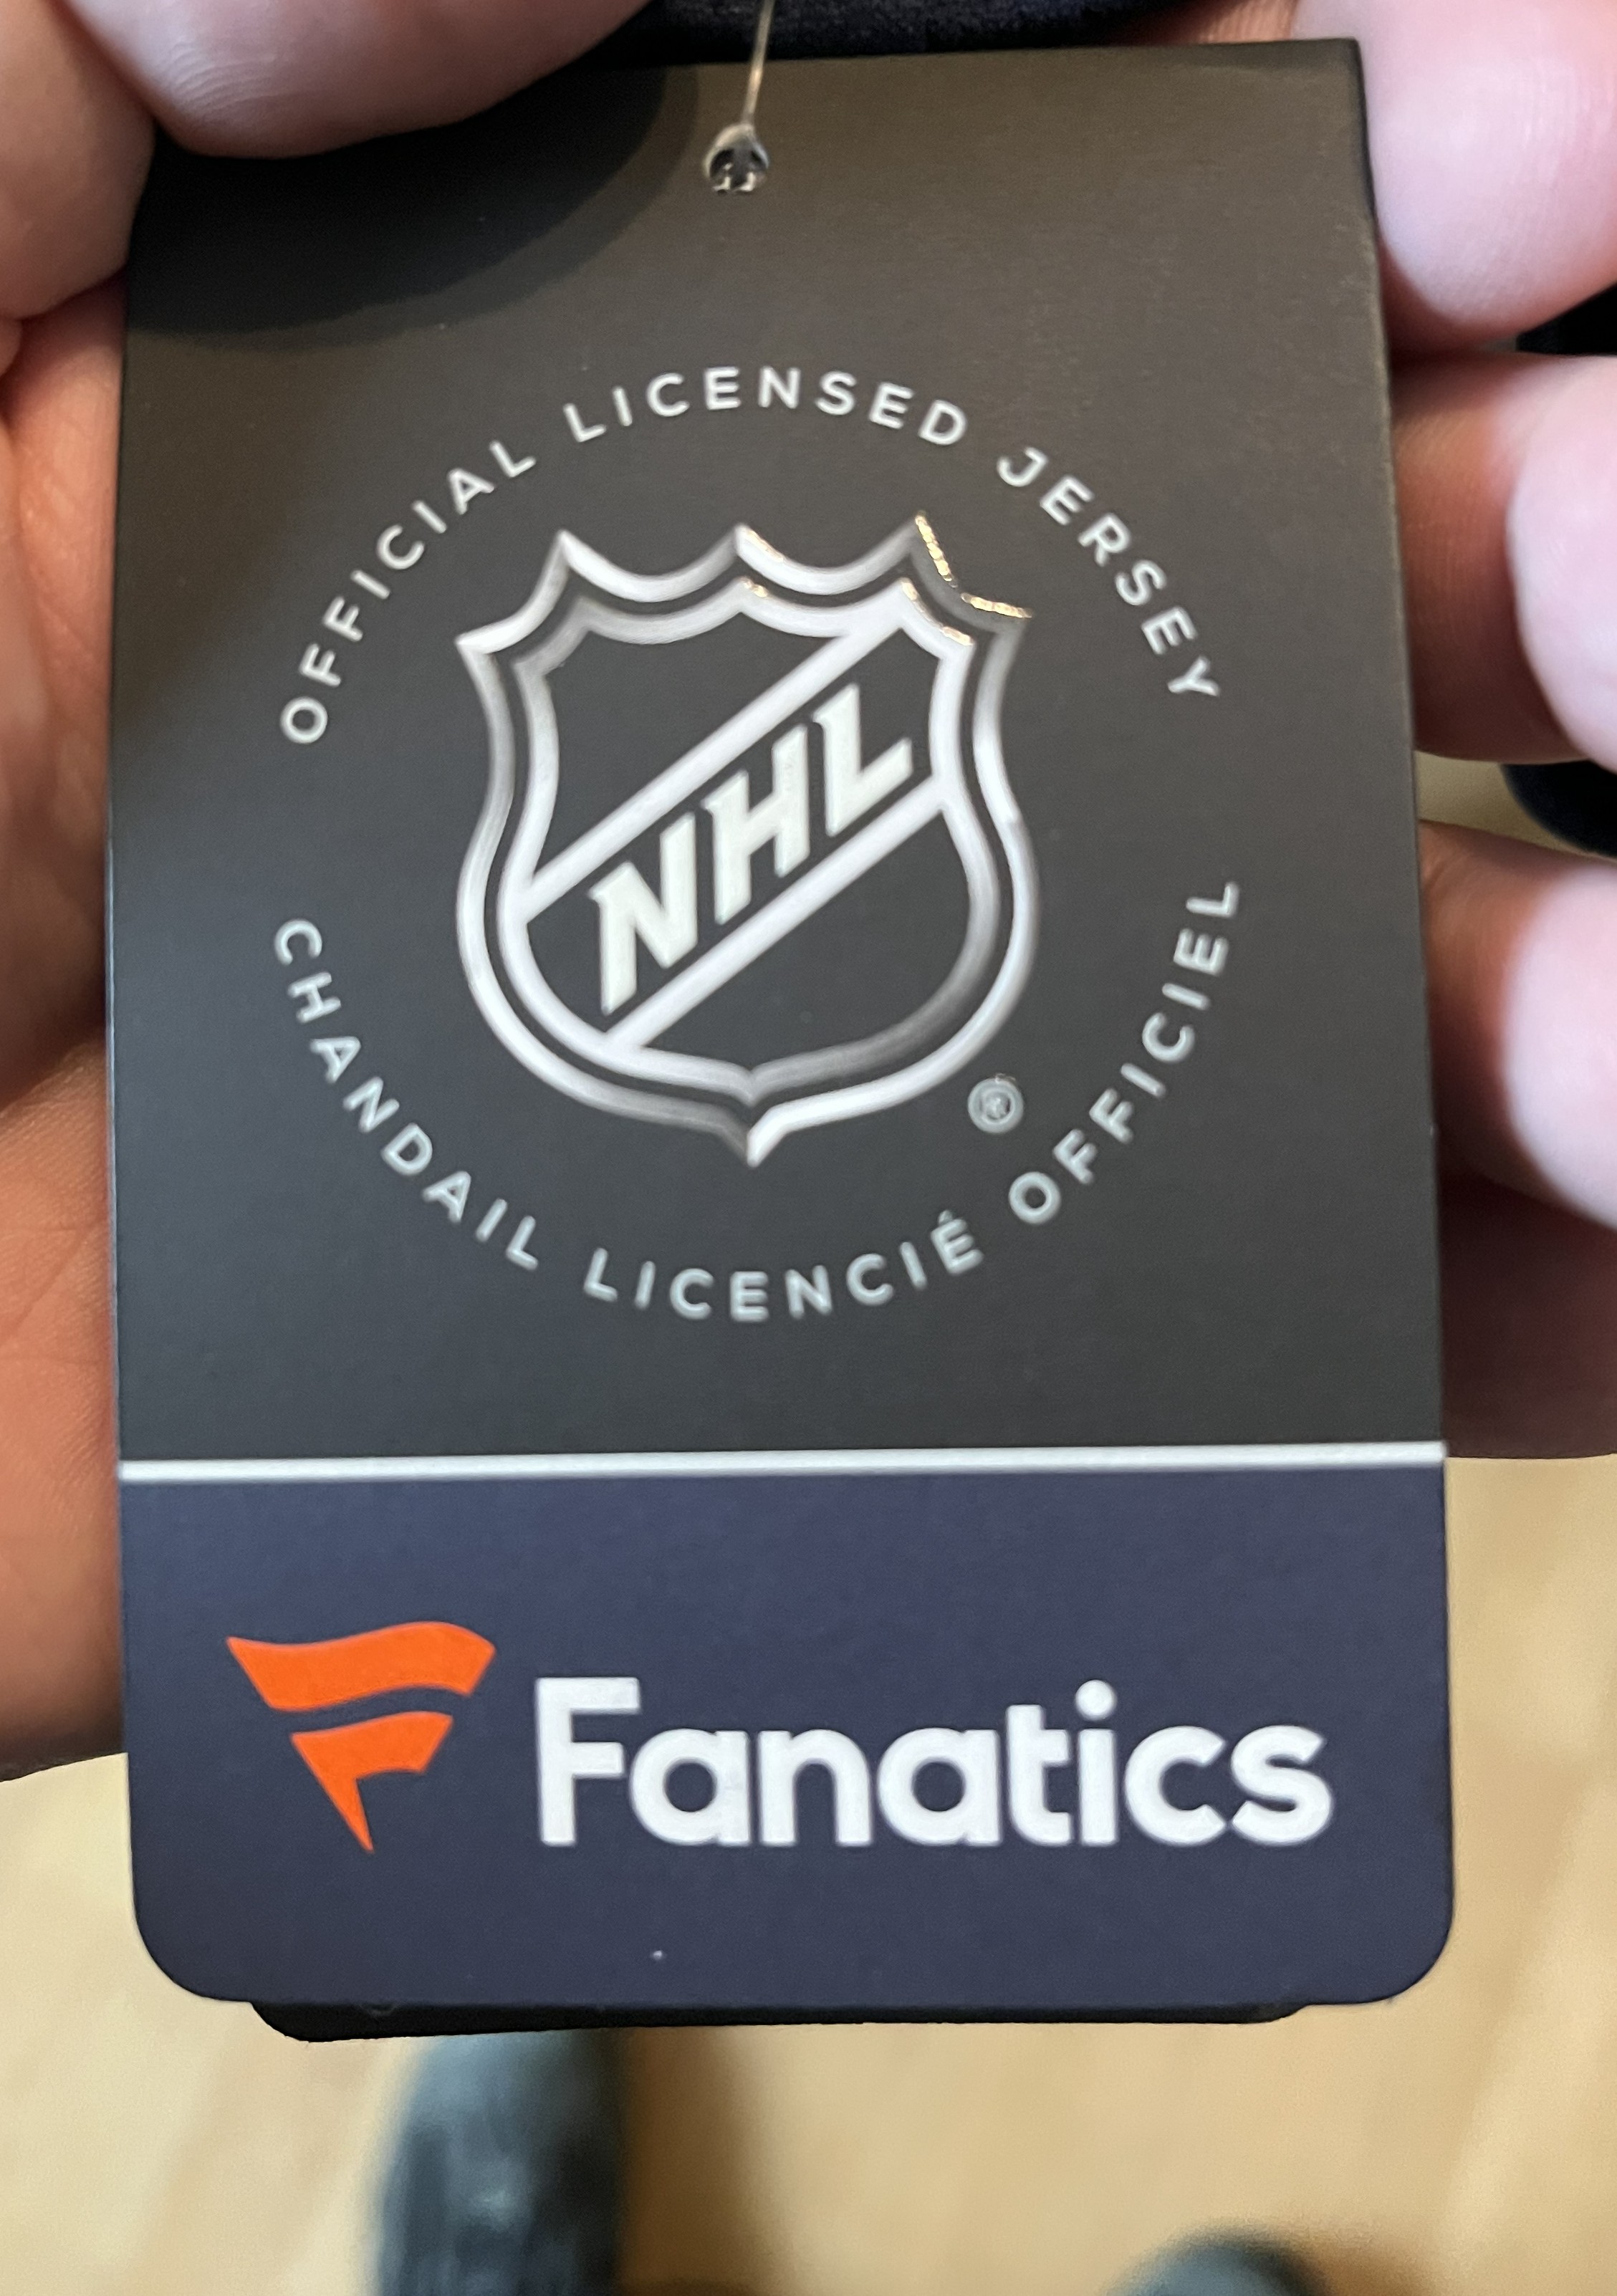 OFFICIAL LICENSED JERSEY
NHL
®
CHANDAIL LICENCIÉ OFFICIEL
Fanatics